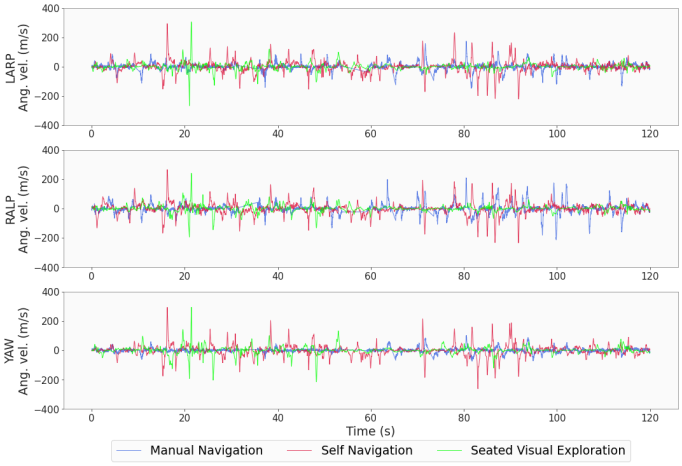 400
200
0
−200
−400
LARP
Ang. vel. (m/s)
0 20 40 60 80 100 120
400
200
0
−200
−400
RALP
Ang. vel. (m/s)
0 20 40 60 80 100 120
400
200
0
−200
−400
YAW
Ang. vel. (m/s)
0 20 40 60 80 100 120
Time (s)
Manual Navigation Self Navigation Seated Visual Exploration